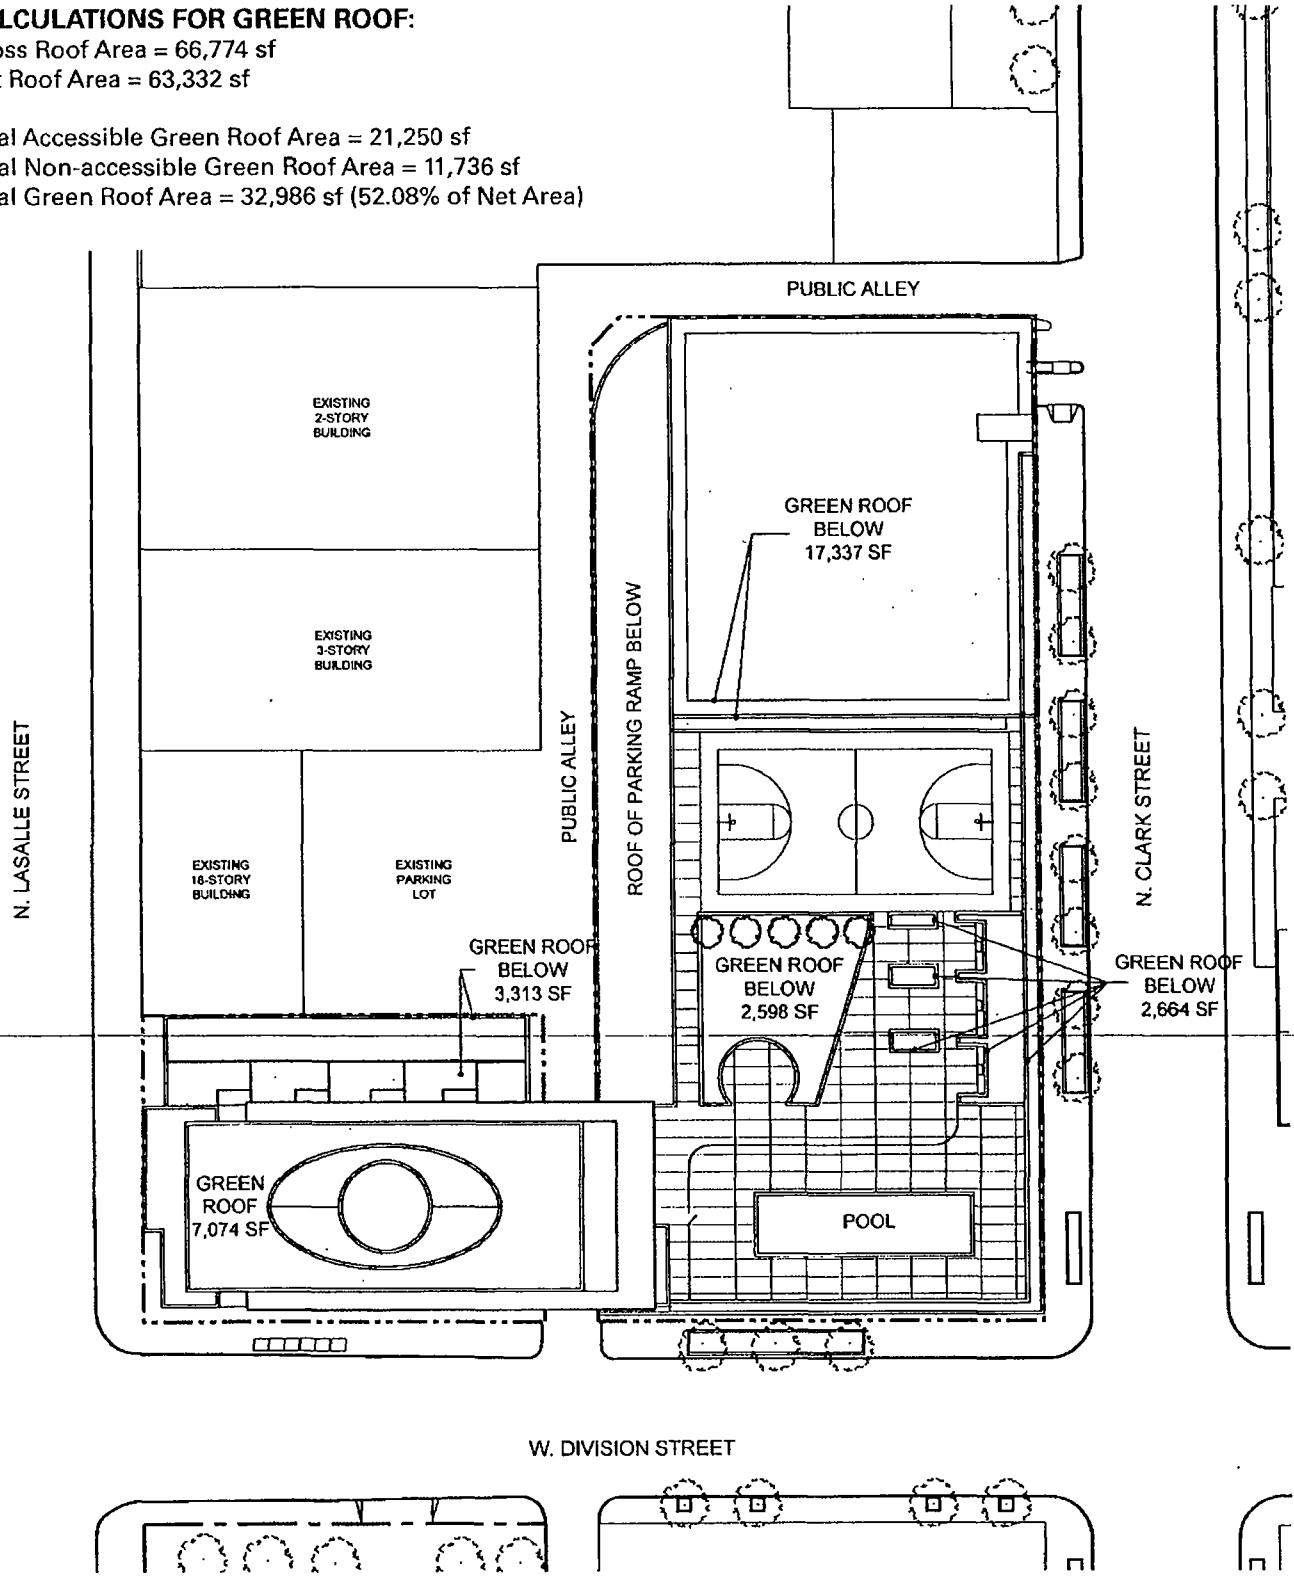 LCULATIONS FOR GREEN ROOF:
oss Roof Area = 66,774 sf
t Roof Area = 63,332 sf
al Accessible Green Roof Area = 21,250 sf
al Non-accessible Green Roof Area = 11,736 sf
al Green Roof Area = 32,986 sf (52.08% of Net Area)
PUBLIC ALLEY
EXISTING
2-STORY
BUILDING
GREEN ROOF
BELOW
17,337 SF
EXISTING
3-STORY
BUILDING
ROOF OF PARKING RAMP BELOW
PUBLIC ALLEY
N. LASALLE STREET
N. CLARK STREET
EXISTING
16-STORY
BUILDING
EXISTING
PARKING
LOT
GREEN ROOF
BELOW
3,313 SF
GREEN ROOF
BELOW
2,598 SF
GREEN ROOF
BELOW
2,664 SF
GREEN
ROOF
7,074 SF
POOL
W. DIVISION STREET